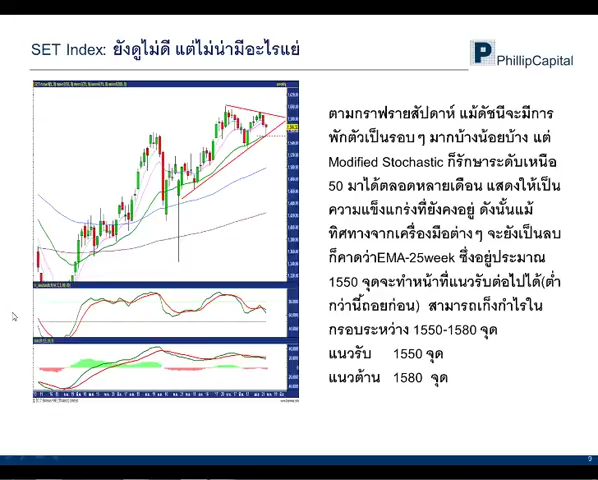 SET Index: ยังดูไม่ดี แต่ไม่น่ามีอะไรแย่
PhillipCapital
ตามกราฟรายสัปดาห์ แม้ดัชนีจะมีการ
พักตัวเป็นรอบๆ มากบ้างน้อยบ้าง แต่
Modified Stochastic ก็รักษาระดับเหนือ
50 มาได้ตลอดหลายเดือน แสดงให้เป็น
ความแข็งแกร่งที่ยังคงอยู่ ดังนั้นแม้
ทิศทางจากเครื่องมือต่างๆ จะยังเป็นลบ
ก็คาดว่าEMA-25week ซึ่งอยู่ประมาณ
1550 จุดจะทำหน้าที่แนวรับต่อไปได้(ต่ำ
กว่านี้ถอยก่อน) สามารถเก็งกำไรใน
กรอบระหว่าง 1550-1580 จุด
แนวรับ 1550 จุด
แนวต้าน 1580 จุด
9